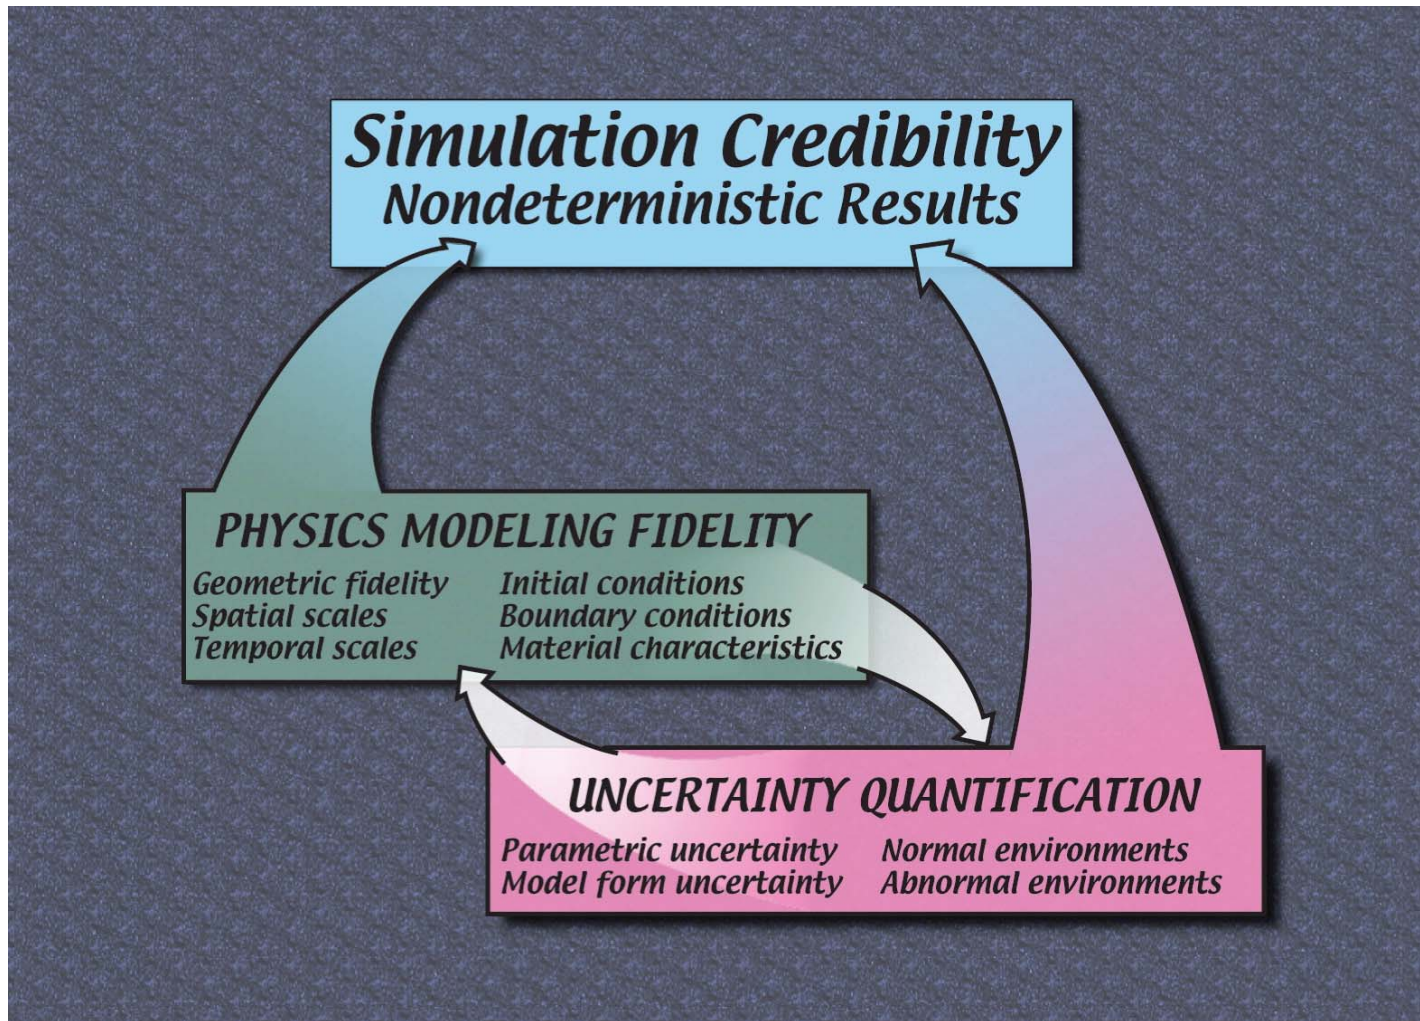 Simulation Credibility
Nondeterministic Results
PHYSICS MODELING FIDELITY
Geometric fidelity
Spatial scales
Temporal scales
Initial conditions
Boundary conditions
Material characteristics
UNCERTAINTY QUANTIFICATION
Parametric uncertainty
Model form uncertainty
Normal environments
Abnormal environments